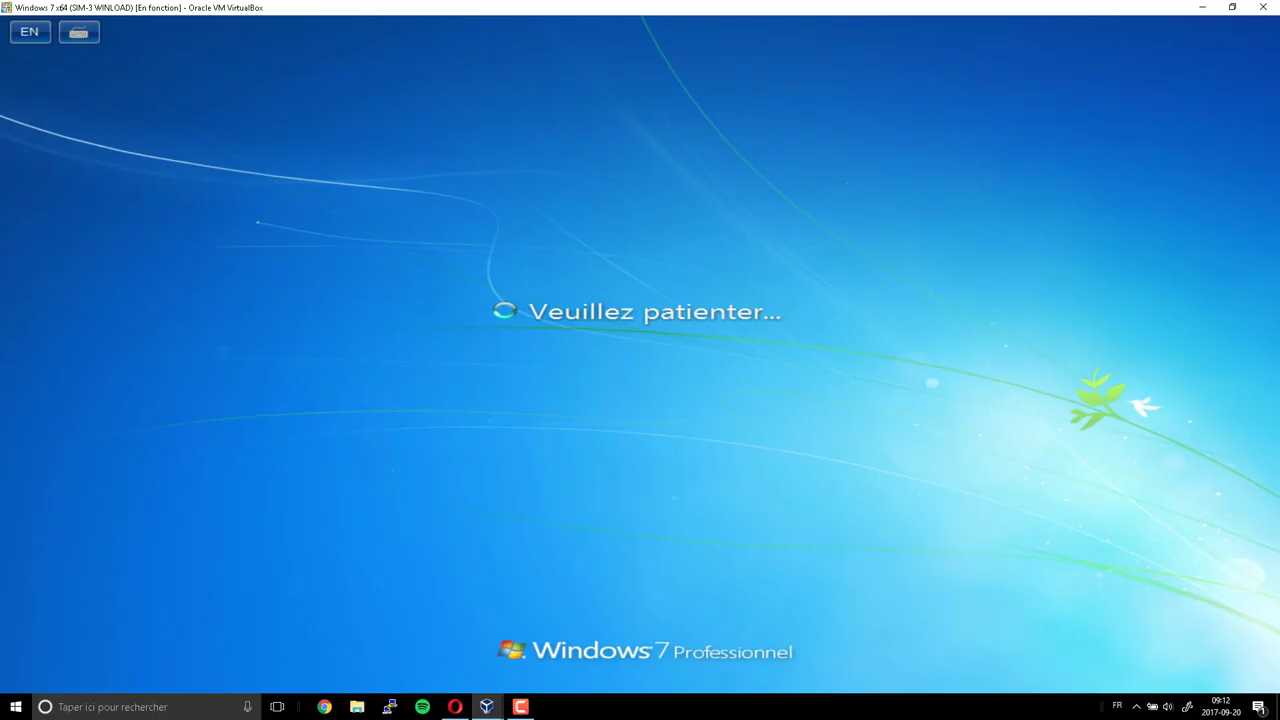 Windows 7 x64 (SIM-3 WINLOAD) [En fonction] - Oracle VM VirtualBox
EN
Veuillez patienter...
Windows 7 Professionnel
Taper ici pour rechercher
FR
09:12
2017-09-20
1